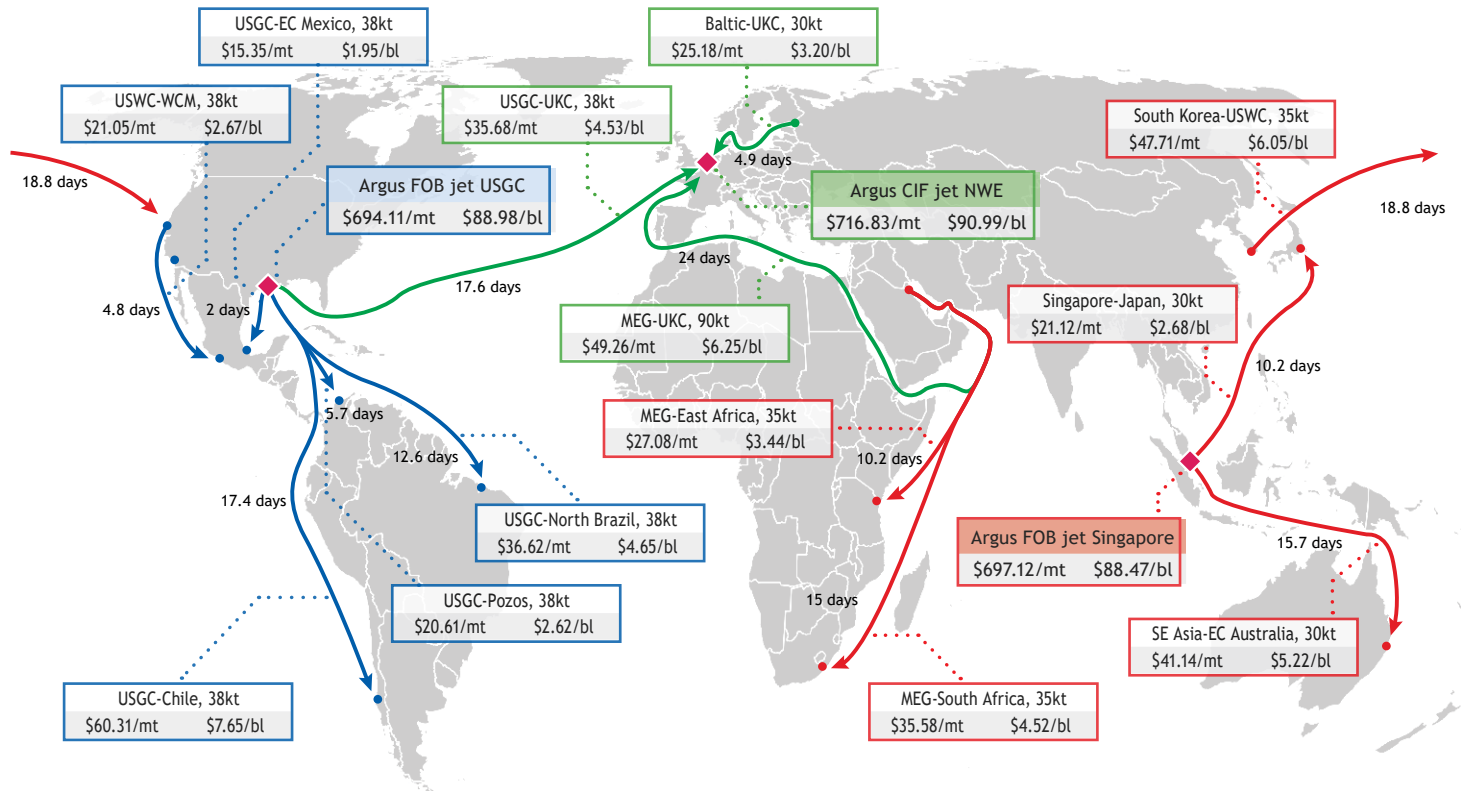 USGC-EC Mexico, 38kt
$15.35/mt $1.95/bl
Baltic-UKC, 30kt
$25.18/mt $3.20/bl
USWC-WCM, 38kt
$21.05/mt $2.67/bl
USGC-UKC, 38kt
$35.68/mt $4.53/bl
South Korea-USWC, 35kt
$47.71/mt $6.05/bl
18.8 days
4.9 days
Argus FOB jet USGC
$694.11/mt $88.98/bl
Argus CIF jet NWE
$716.83/mt $90.99/bl
18.8 days
24 days
17.6 days
4.8 days
2 days
MEG-UKC, 90kt
$49.26/mt $6.25/bl
Singapore-Japan, 30kt
$21.12/mt $2.68/bl
10.2 days
5.7 days
MEG-East Africa, 35kt
$27.08/mt $3.44/bl
12.6 days
10.2 days
17.4 days
USGC-North Brazil, 38kt
$36.62/mt $4.65/bl
Argus FOB jet Singapore
$697.12/mt $88.47/bl
15.7 days
USGC-Pozos, 38kt
$20.61/mt $2.62/bl
15 days
SE Asia-EC Australia, 30kt
$41.14/mt $5.22/bl
USGC-Chile, 38kt
$60.31/mt $7.65/bl
MEG-South Africa, 35kt
$35.58/mt $4.52/bl